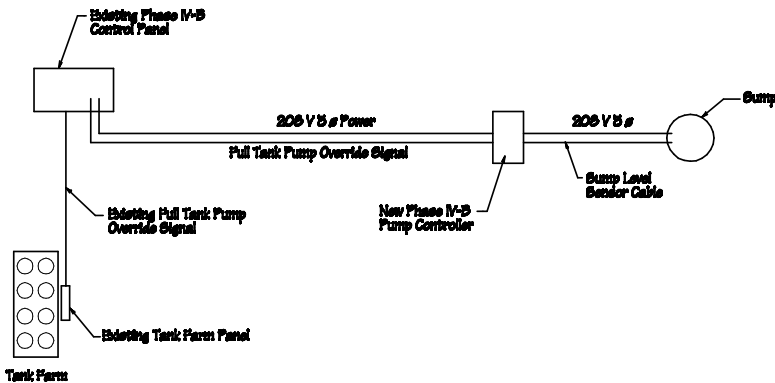 Existing Phase IV-B
Control Panel
208 V 3 ø Power
208 V 3 ø
Sump
Full Tank Pump Override Signal
Sump Level
Sensor Cable
New Phase IV-B
Pump Controller
Existing Full Tank Pump
Override Signal
Existing Tank Farm Panel
Tank Farm